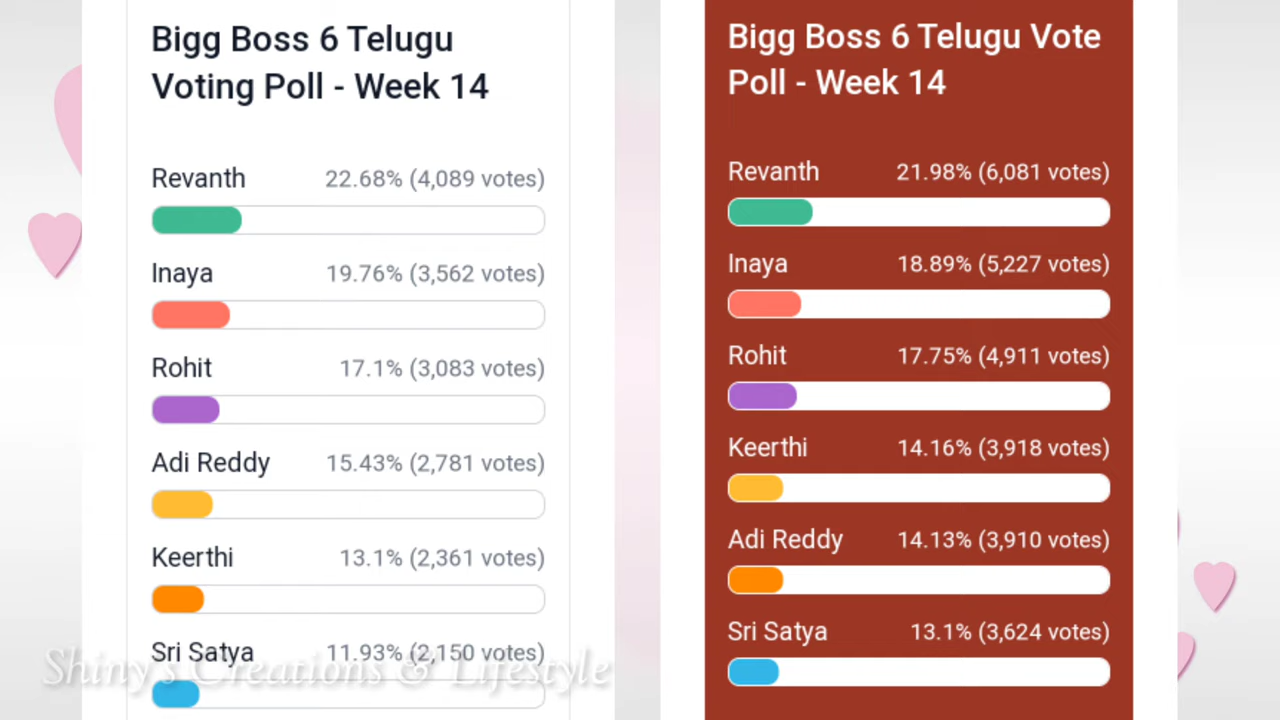 Bigg Boss 6 Telugu
Voting Poll - Week 14
Revanth 22.68% (4,089 votes)
Inaya 19.76% (3,562 votes)
Rohit 17.1% (3,083 votes)
Adi Reddy 15.43% (2,781 votes)
Keerthi 13.1% (2,361 votes)
Sri Satya 11.93% (2,150 votes)
Shiny's Creations & Lifestyle
Bigg Boss 6 Telugu Vote
Poll - Week 14
Revanth 21.98% (6,081 votes)
Inaya 18.89% (5,227 votes)
Rohit 17.75% (4,911 votes)
Keerthi 14.16% (3,918 votes)
Adi Reddy 14.13% (3,910 votes)
Sri Satya 13.1% (3,624 votes)